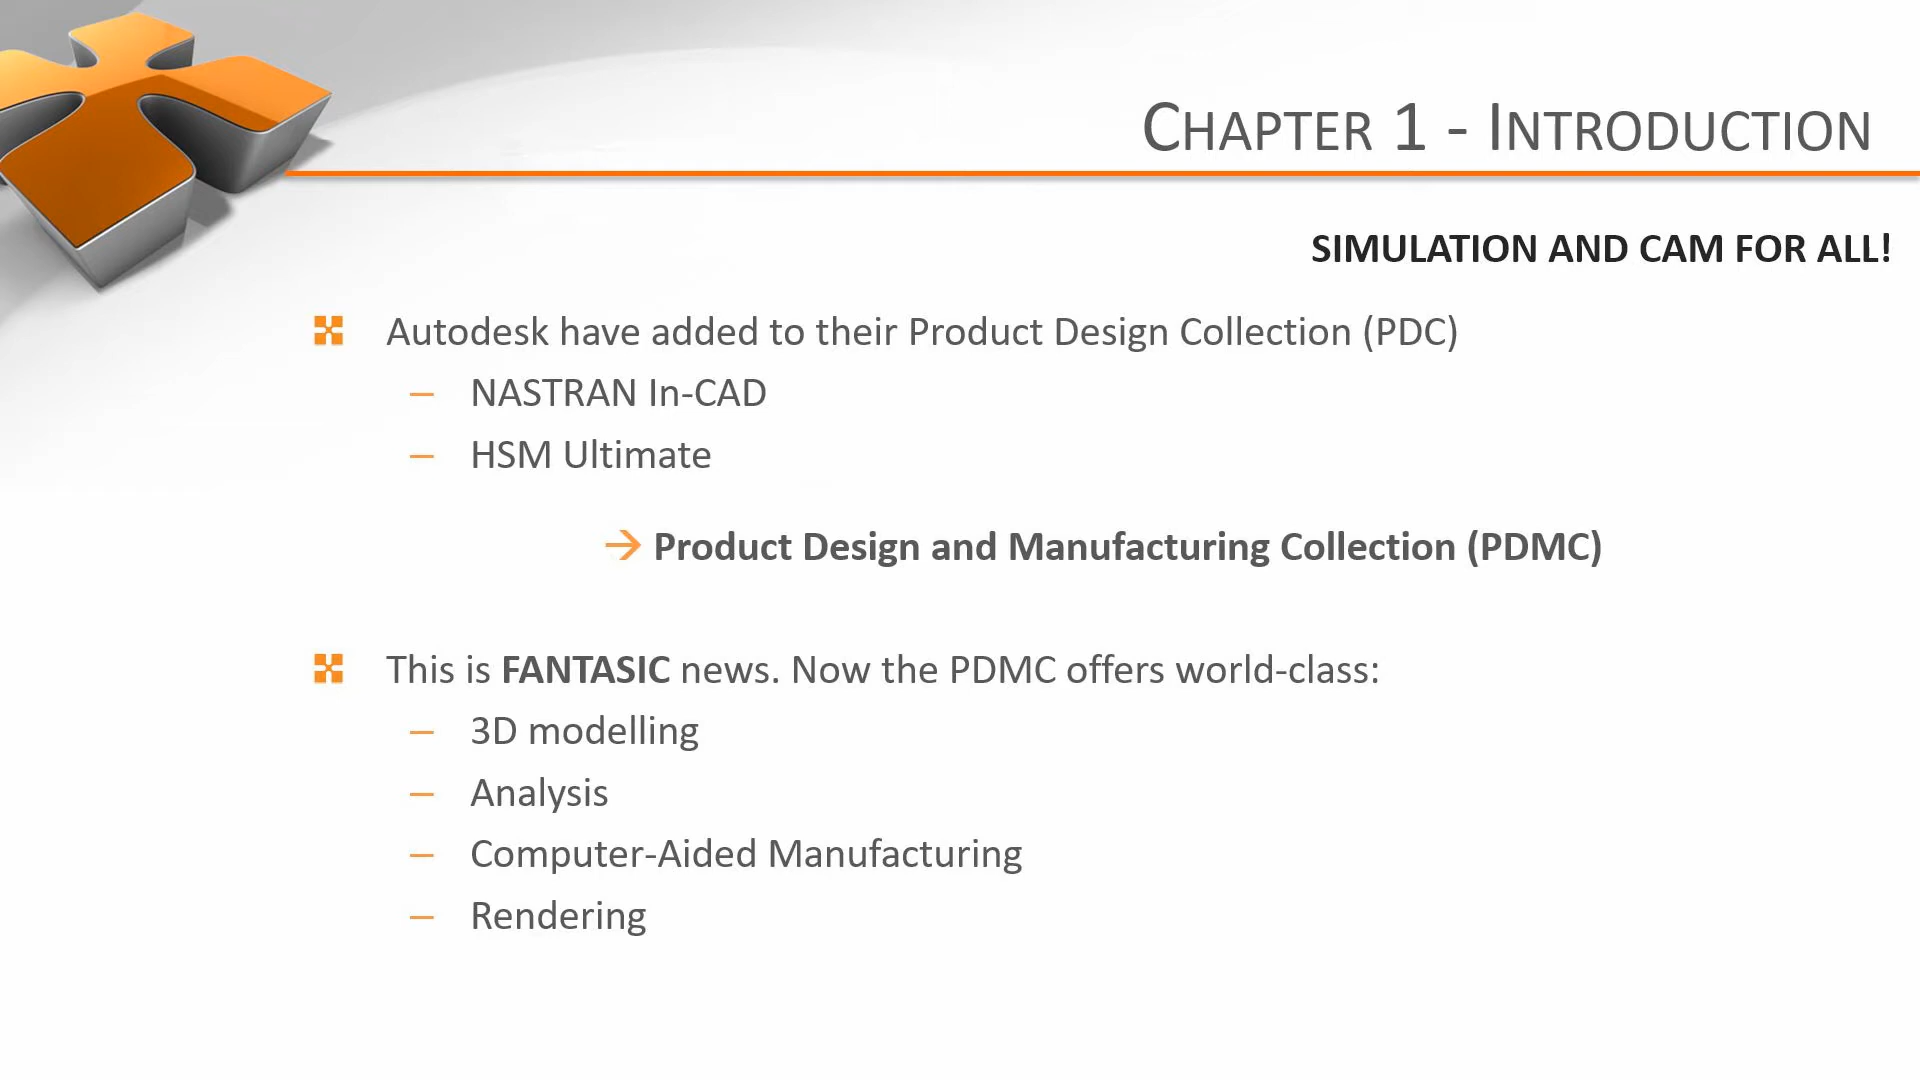 CHAPTER 1 - INTRODUCTION
SIMULATION AND CAM FOR ALL!
Autodesk have added to their Product Design Collection (PDC)
– NASTRAN In-CAD
– HSM Ultimate
→ Product Design and Manufacturing Collection (PDMC)
This is FANTASIC news. Now the PDMC offers world-class:
– 3D modelling
– Analysis
– Computer-Aided Manufacturing
– Rendering